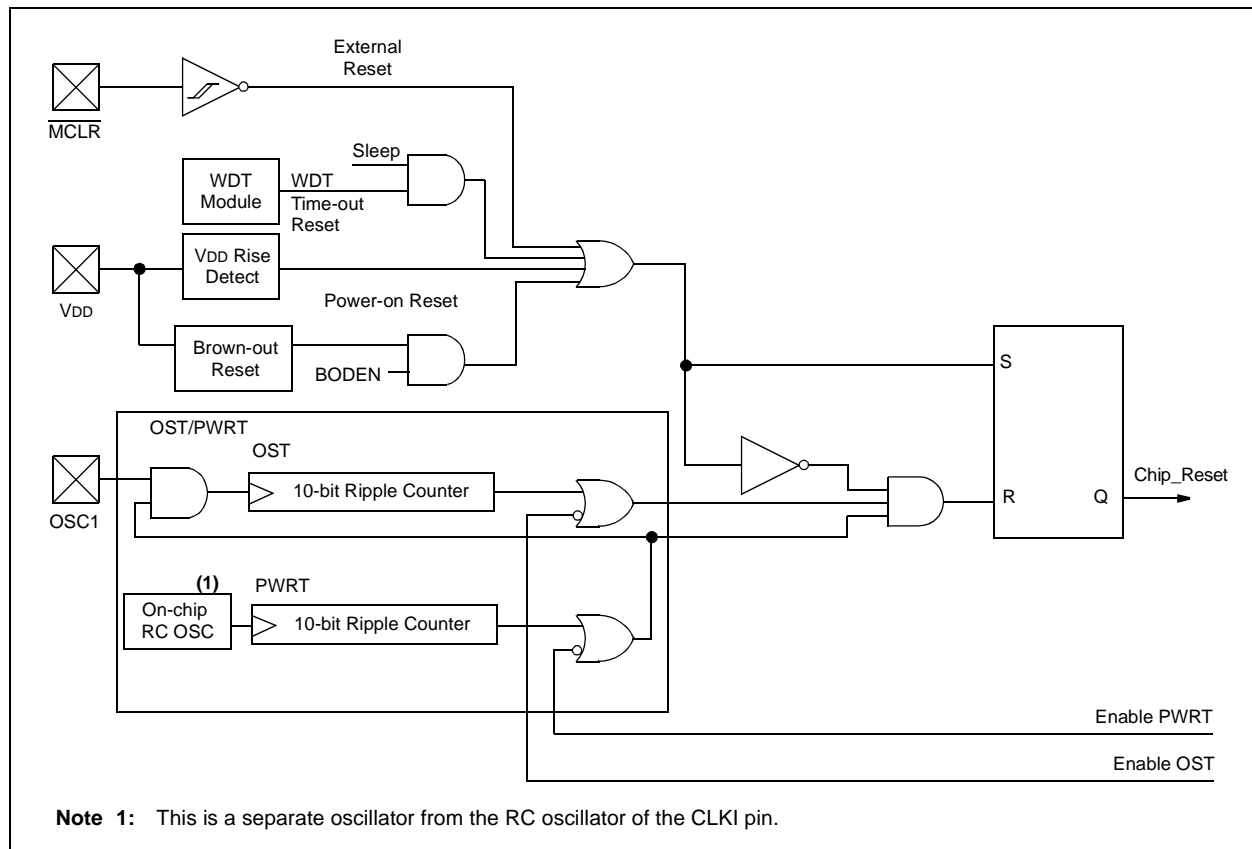 External
Reset
MCLR
Sleep
WDT
Module
WDT
Time-out
Reset
VDD
VDD Rise
Detect
Power-on Reset
Brown-out
Reset
BODEN
OST/PWRT
OST
OSC1
10-bit Ripple Counter
S
R
Q
Chip_Reset
(1)
On-chip
RC OSC
PWRT
10-bit Ripple Counter
Enable PWRT
Enable OST
Note 1: This is a separate oscillator from the RC oscillator of the CLKI pin.